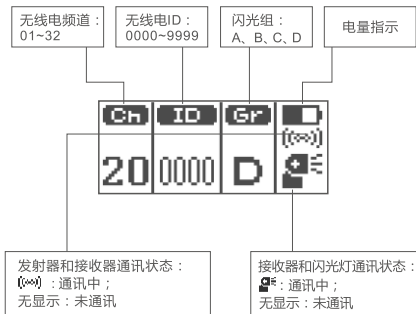 无线电频道：
01~32
无线电ID：
0000~9999
闪光组：
A、B、C、D
电量指示
Ch
ID
Gr
20
0000
D
发射器和接收器通讯状态：
：通讯中；
无显示：未通讯
接收器和闪光灯通讯状态：
：通讯中；
无显示：未通讯